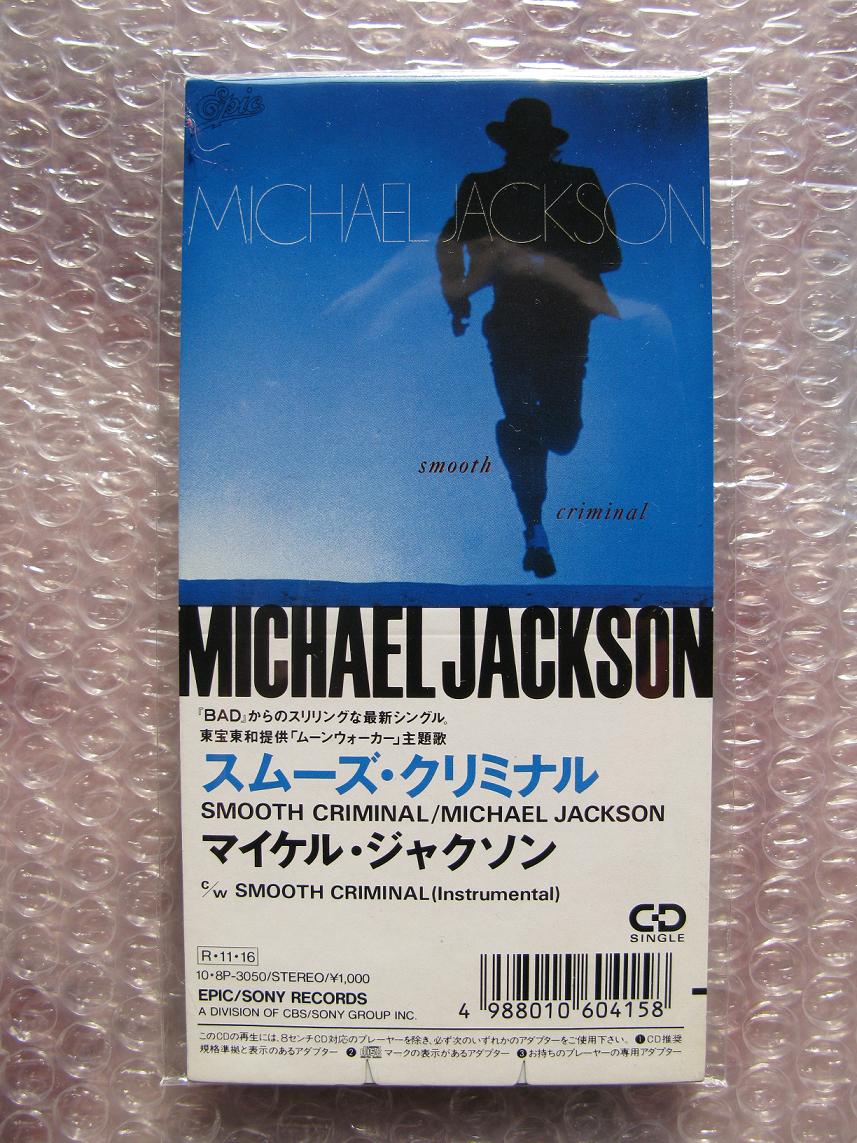 Epic
MICHAEL JACKSON
smooth
criminal
MICHAEL JACKSON
『BAD』からのスリリングな最新シングル。
東宝東和提供「ムーンウォーカー」主題歌
スムーズ・クリミナル
SMOOTH CRIMINAL/MICHAEL JACKSON
マイケル・ジャクソン
c/w SMOOTH CRIMINAL(Instrumental)
CD
SINGLE
R・11・16
10・8P-3050/STEREO/¥1,000
EPIC/SONY RECORDS
A DIVISION OF CBS/SONY GROUP INC.
4 988010 604158
このCDの再生には、8センチCD対応のプレーヤーを除き、必ず次のいずれかのアダプターをご使用下さい。 ❶CD推奨
規格準拠と表示のあるアダプター ❷ マークの表示があるアダプター ❸お持ちのプレーヤーの専用アダプター